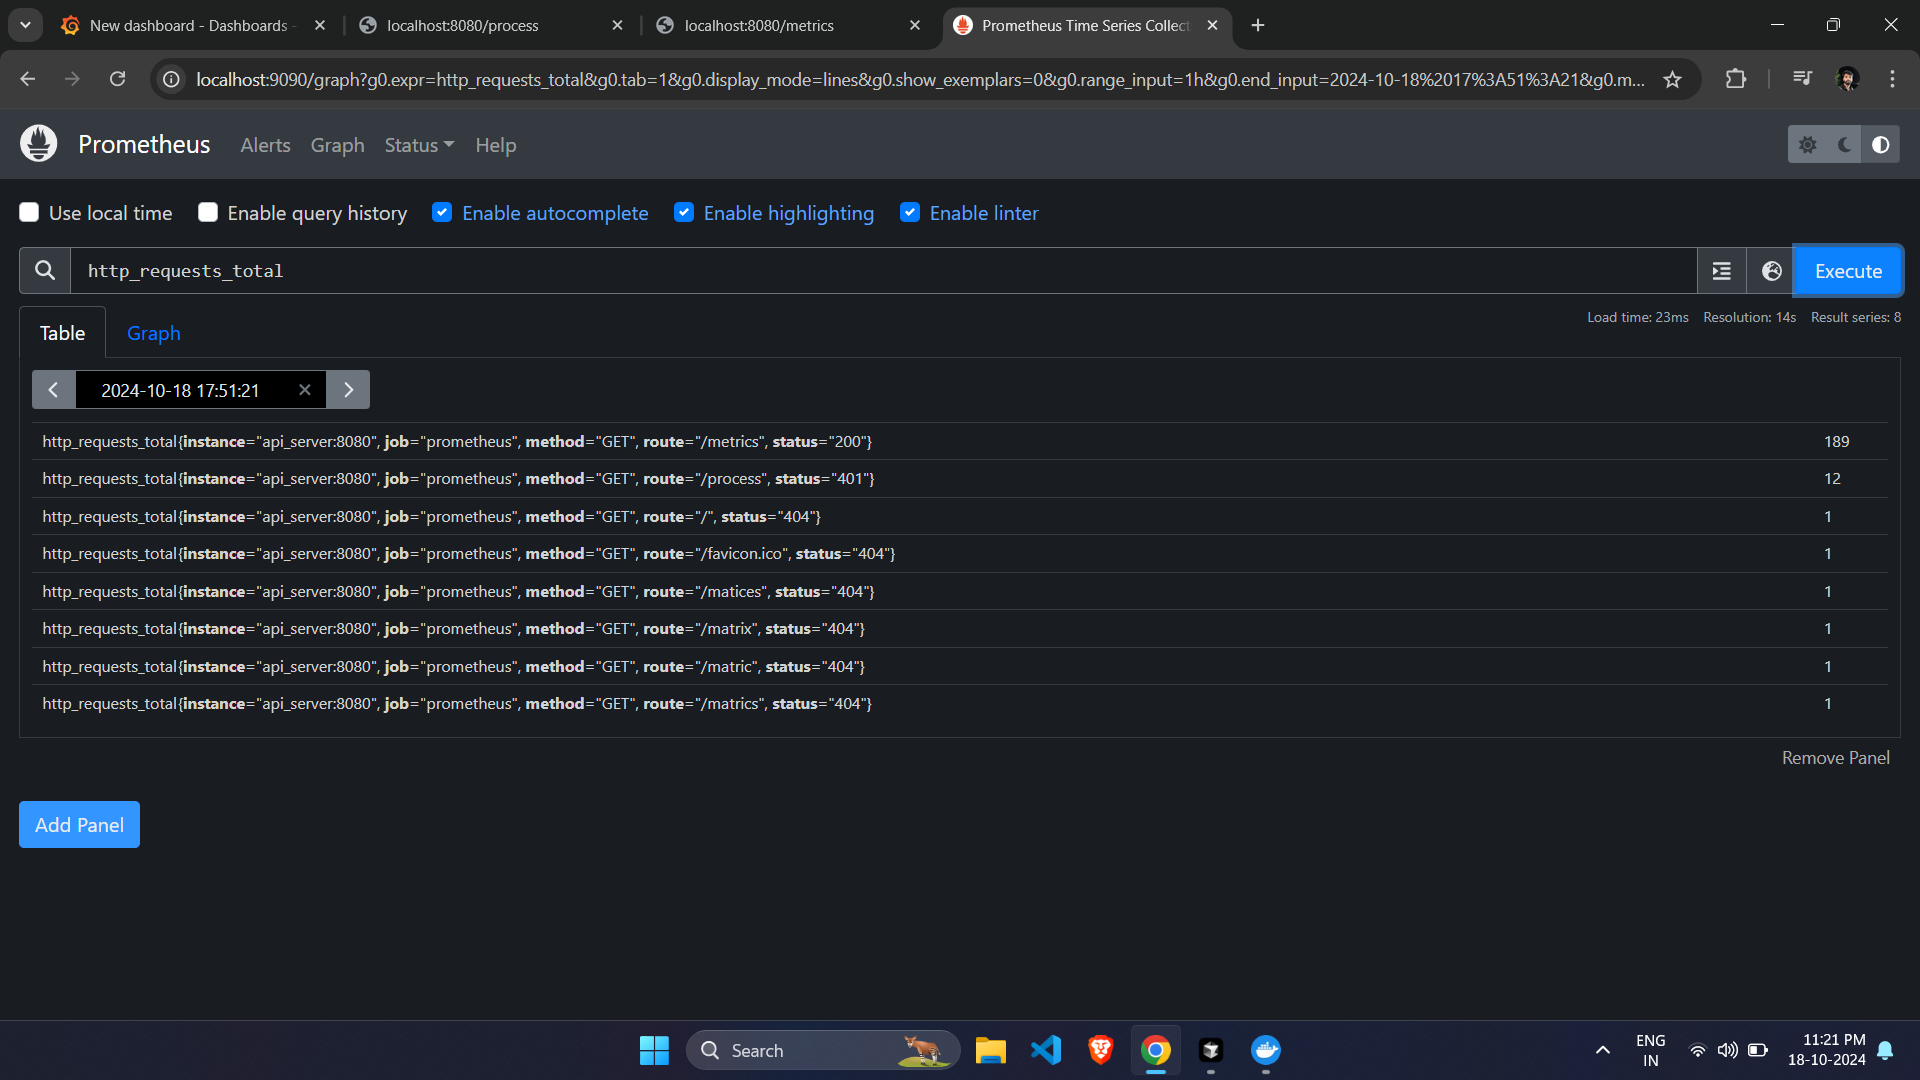 New dashboard - Dashboards -
localhost:8080/process
localhost:8080/metrics
Prometheus Time Series Collect
localhost:9090/graph?g0.expr=http_requests_total&g0.tab=1&g0.display_mode=lines&g0.show_exemplars=0&g0.range_input=1h&g0.end_input=2024-10-18%2017%3A51%3A21&g0.m...
Prometheus Alerts Graph Status Help
Use local time Enable query history Enable autocomplete Enable highlighting Enable linter
http_requests_total Execute
Table Graph
Load time: 23ms Resolution: 14s Result series: 8
2024-10-18 17:51:21
http_requests_total{instance="api_server:8080", job="prometheus", method="GET", route="/metrics", status="200"} 189
http_requests_total{instance="api_server:8080", job="prometheus", method="GET", route="/process", status="401"} 12
http_requests_total{instance="api_server:8080", job="prometheus", method="GET", route="/", status="404"} 1
http_requests_total{instance="api_server:8080", job="prometheus", method="GET", route="/favicon.ico", status="404"} 1
http_requests_total{instance="api_server:8080", job="prometheus", method="GET", route="/matices", status="404"} 1
http_requests_total{instance="api_server:8080", job="prometheus", method="GET", route="/matrix", status="404"} 1
http_requests_total{instance="api_server:8080", job="prometheus", method="GET", route="/matric", status="404"} 1
http_requests_total{instance="api_server:8080", job="prometheus", method="GET", route="/matrics", status="404"} 1
Remove Panel
Add Panel
Search
ENG
IN
11:21 PM
18-10-2024